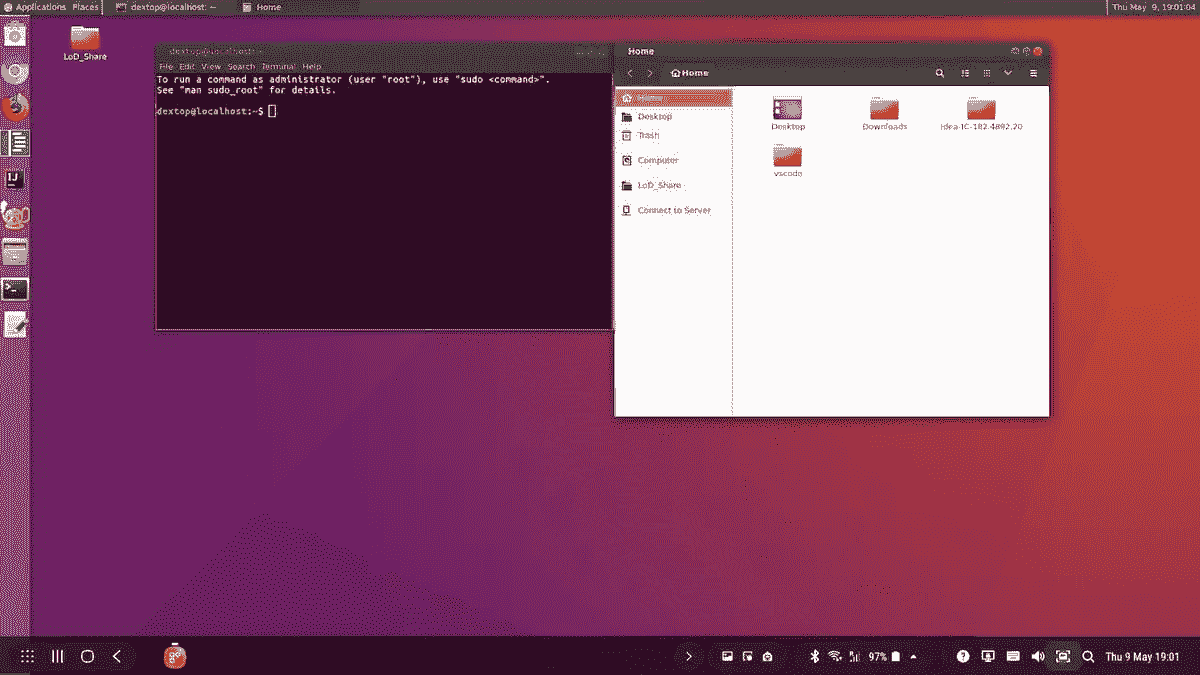 Applications Places dextop@localhost: ~ Home Thu May 9, 19:01:04
LoD_Share
dextop@localhost: ~
File Edit View Search Terminal Help
To run a command as administrator (user "root"), use "sudo <command>".
See "man sudo_root" for details.
dextop@localhost:~$
Home
Home
Home
Desktop
Trash
Computer
LoD_Share
Connect to Server
Desktop
Downloads
idea-IC-182.4892.20
vscode
IJ
97%
Thu 9 May 19:01